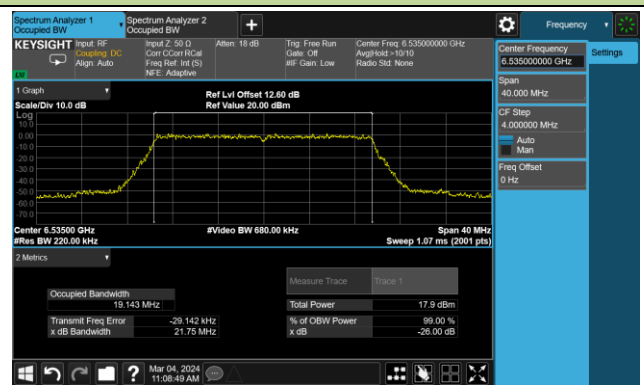 Spectrum Analyzer 1
Occupied BW
Spectrum Analyzer 2
Occupied BW
Frequency
KEYSIGHT
Input: RF
Coupling: DC
Align: Auto
Input Z: 50 Ω
Corr CCorr RCal
Freq Ref: Int (S)
NFE: Adaptive
Atten: 18 dB
Trig: Free Run
Gate: Off
#IF Gain: Low
Center Freq: 6.535000000 GHz
Avg|Hold:>10/10
Radio Std: None
Center Frequency
6.535000000 GHz
Settings
Span
40.000 MHz
CF Step
4.000000 MHz
Auto
Man
Freq Offset
0 Hz
1 Graph
Scale/Div 10.0 dB
Ref Lvl Offset 12.60 dB
Ref Value 20.00 dBm
Log
10.0
0.00
-10.0
-20.0
-30.0
-40.0
-50.0
-60.0
-70.0
Center 6.53500 GHz
#Res BW 220.00 kHz
#Video BW 680.00 kHz
Span 40 MHz
Sweep 1.07 ms (2001 pts)
2 Metrics
Measure Trace
Trace 1
Occupied Bandwidth
19.143 MHz
Total Power
17.9 dBm
Transmit Freq Error
-29.142 kHz
% of OBW Power
99.00 %
x dB Bandwidth
21.75 MHz
x dB
-26.00 dB
Mar 04, 2024
11:08:49 AM